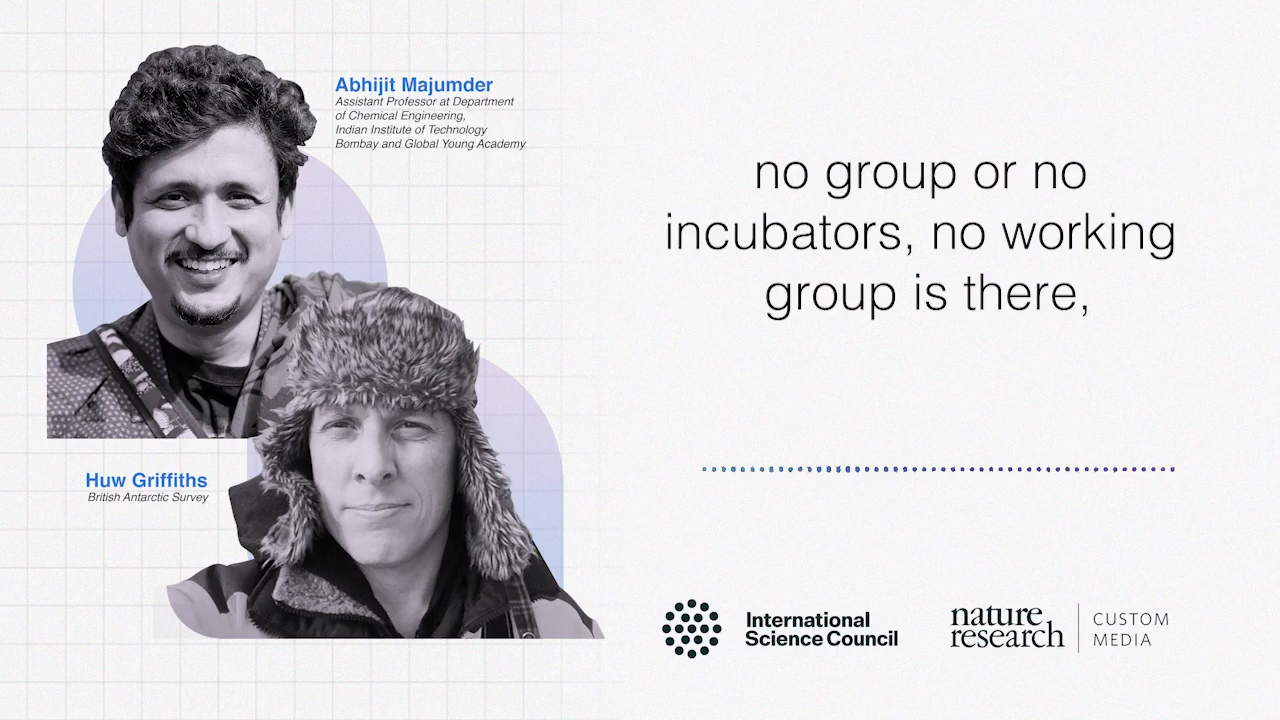 Abhijit Majumder
Assistant Professor at Department
of Chemical Engineering,
Indian Institute of Technology
Bombay and Global Young Academy
Huw Griffiths
British Antarctic Survey
no group or no
incubators, no working
group is there,
International
Science Council
nature
research
CUSTOM
MEDIA